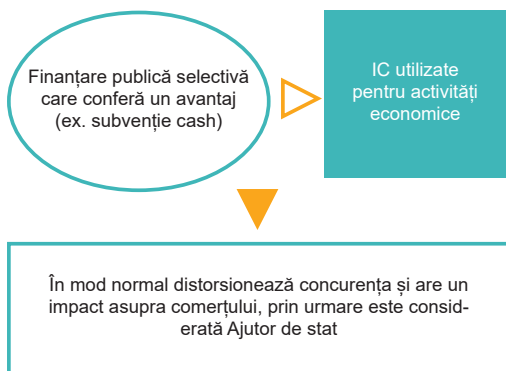 Finanțare publică selectivă
care conferă un avantaj
(ex. subvenție cash)
IC utilizate
pentru activități
economice
În mod normal distorsionează concurența și are un
impact asupra comerțului, prin urmare este consid-
erată Ajutor de stat